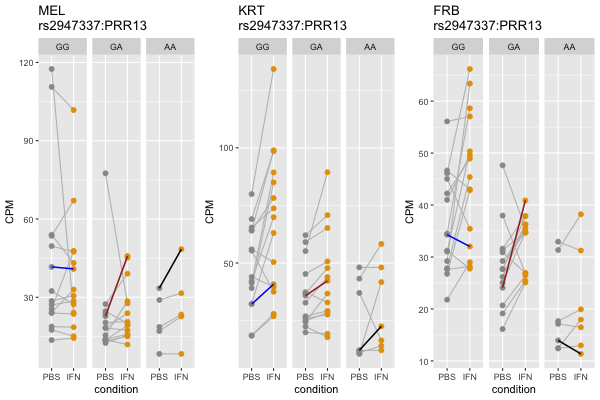 MEL
rs2947337:PRR13
GG GA AA
120
90
60
30
CPM
PBS IFN PBS IFN PBS IFN
condition
KRT
rs2947337:PRR13
GG GA AA
100
50
CPM
PBS IFN PBS IFN PBS IFN
condition
FRB
rs2947337:PRR13
GG GA AA
60
50
40
30
20
10
CPM
PBS IFN PBS IFN PBS IFN
condition